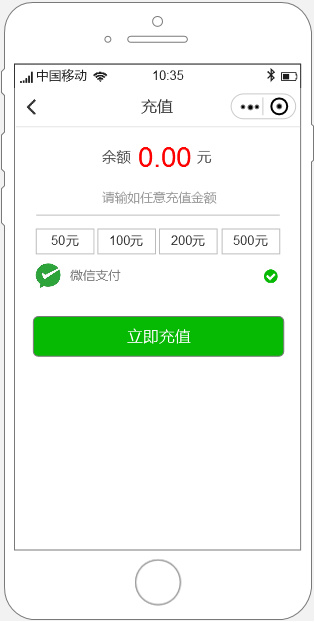 中国移动 10:35
充值
余额 0.00 元
请输如任意充值金额
50元 100元 200元 500元
微信支付
立即充值